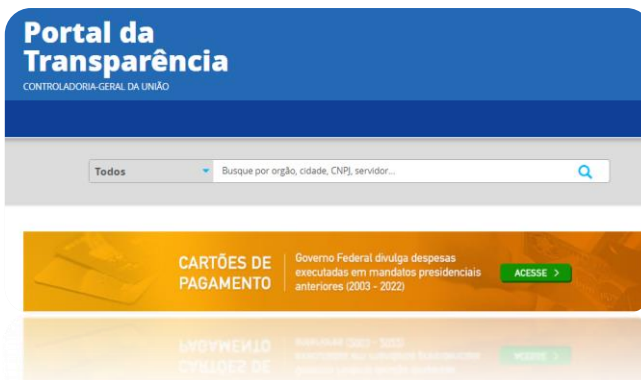 Portal da
Transparência
CONTROLADORIA-GERAL DA UNIÃO
Todos
Busque por orgão, cidade, CNPJ, servidor...
CARTÕES DE
PAGAMENTO
Governo Federal divulga despesas
executadas em mandatos presidenciais
anteriores (2003 - 2022)
ACESSE >